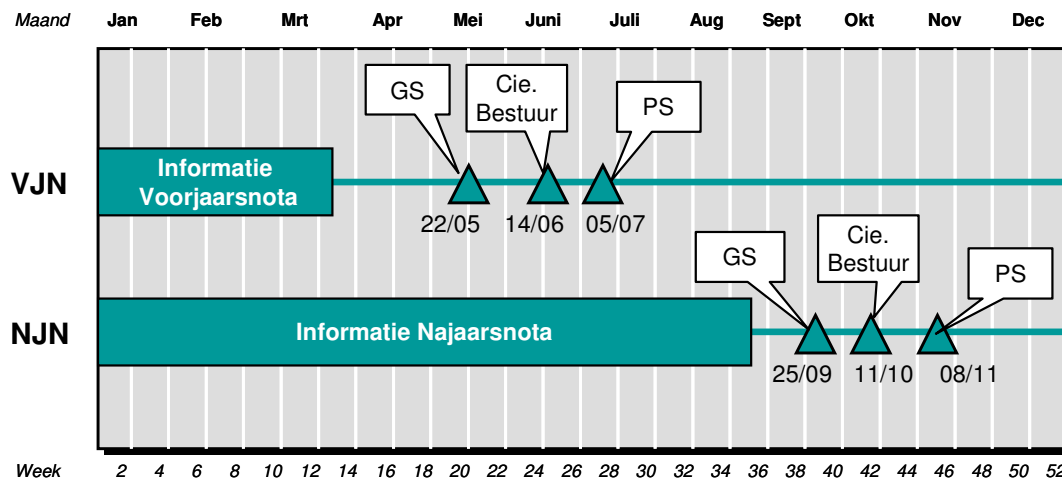 Maand Jan Feb Mrt Apr Mei Juni Juli Aug Sept Okt Nov Dec
GS
Cie.
Bestuur
PS
VJN
Informatie
Voorjaarsnota
22/05 14/06 05/07
GS
Cie.
Bestuur
PS
NJN
Informatie Najaarsnota
25/09 11/10 08/11
Week 2 4 6 8 10 12 14 16 18 20 22 24 26 28 30 32 34 36 38 40 42 44 46 48 50 52